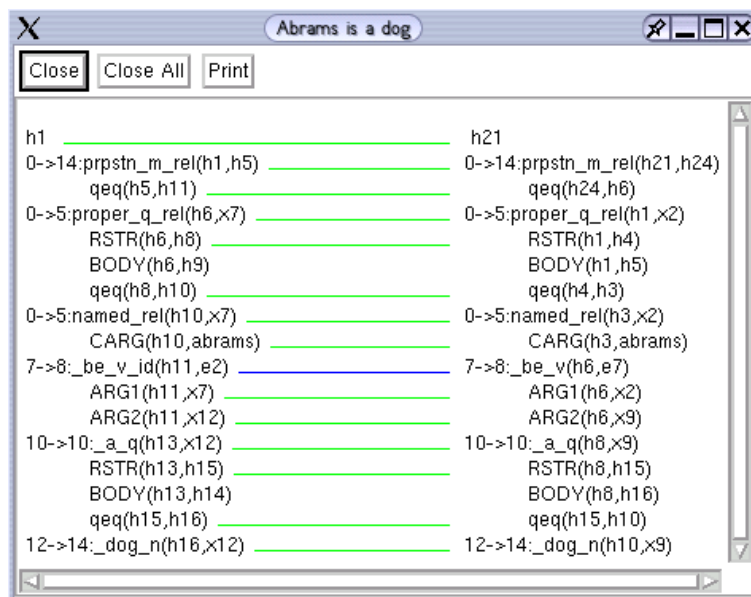 Abrams is a dog
Close Close All Print
h1 h21
0->14:prpstn_m_rel(h1,h5) 0->14:prpstn_m_rel(h21,h24)
qeq(h5,h11) qeq(h24,h6)
0->5:proper_q_rel(h6,x7) 0->5:proper_q_rel(h1,x2)
RSTR(h6,h8) RSTR(h1,h4)
BODY(h6,h9) BODY(h1,h5)
qeq(h8,h10) qeq(h4,h3)
0->5:named_rel(h10,x7) 0->5:named_rel(h3,x2)
CARG(h10,abrams) CARG(h3,abrams)
7->8:_be_v_id(h11,e2) 7->8:_be_v(h6,e7)
ARG1(h11,x7) ARG1(h6,x2)
ARG2(h11,x12) ARG2(h6,x9)
10->10:_a_q(h13,x12) 10->10:_a_q(h8,x9)
RSTR(h13,h15) RSTR(h8,h15)
BODY(h13,h14) BODY(h8,h16)
qeq(h15,h16) qeq(h15,h10)
12->14:_dog_n(h16,x12) 12->14:_dog_n(h10,x9)